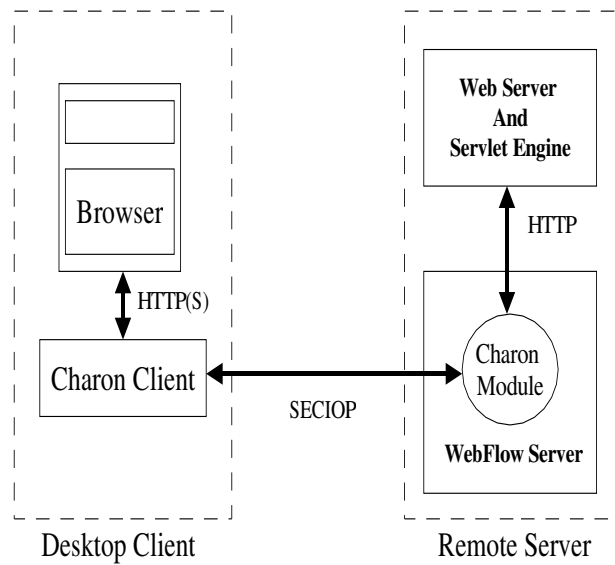 Browser
HTTP(S)
Charon Client
Desktop Client
SECIOP
Web Server
And
Servlet Engine
HTTP
Charon
Module
WebFlow Server
Remote Server